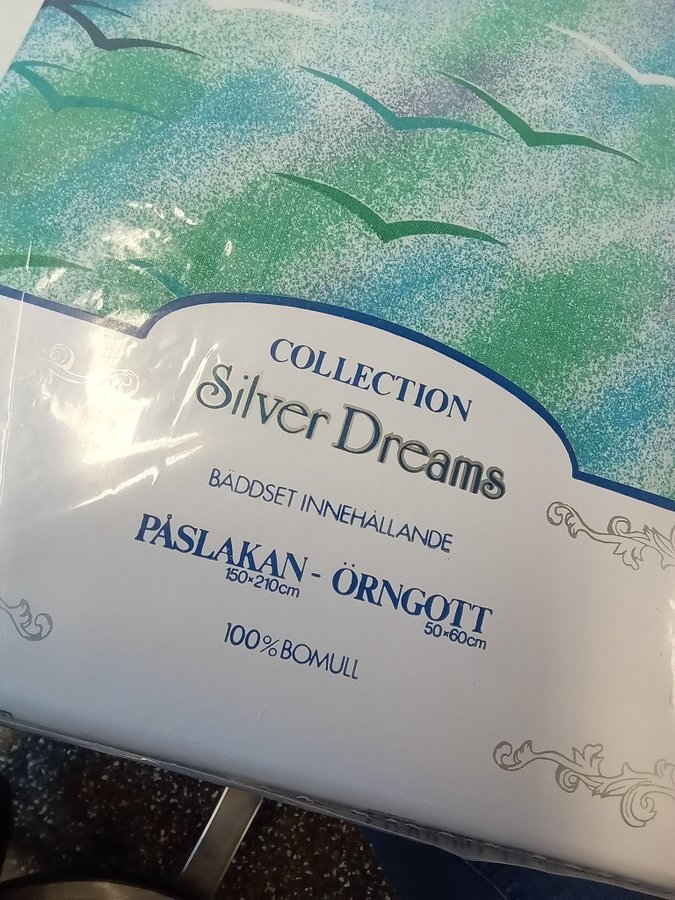 COLLECTION
Silver Dreams
BÄDDSET INNEHÅLLANDE
PÅSLAKAN - ÖRNGOTT
150×210cm 50×60cm
100% BOMULL